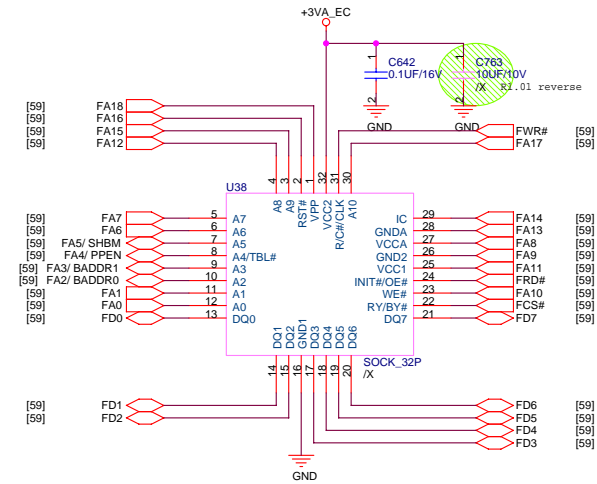 +3VA_EC
1 C642 0.1UF/16V 2 GND
1 C763 10UF/10V /X 2 GND
R1.01 reverse
[59] FA18
[59] FA16
[59] FA15
[59] FA12
FWR# [59]
FA17 [59]
4 3 2 1 32 31 30
U38
A8 A9 RST# VPP VCC2 R/C#/CLK A10
[59] FA7 5 A7
[59] FA6 6 A6
[59] FA5/ SHBM 7 A5
[59] FA4/ PPEN 8 A4/TBL#
[59] FA3/ BADDR1 9 A3
[59] FA2/ BADDR0 10 A2
[59] FA1 11 A1
[59] FA0 12 A0
[59] FD0 13 DQ0
IC 29 FA14 [59]
GNDA 28 FA13 [59]
VCCA 27 FA8 [59]
GND2 26 FA9 [59]
VCC1 25 FA11 [59]
INIT#/OE# 24 FRD# [59]
WE# 23 FA10 [59]
RY/BY# 22 FCS# [59]
DQ7 21 FD7 [59]
DQ1 DQ2 GND1 DQ3 DQ4 DQ5 DQ6
SOCK_32P
/X
14 15 16 17 18 19 20
[59] FD1
[59] FD2
FD6 [59]
FD5 [59]
FD4 [59]
FD3 [59]
GND